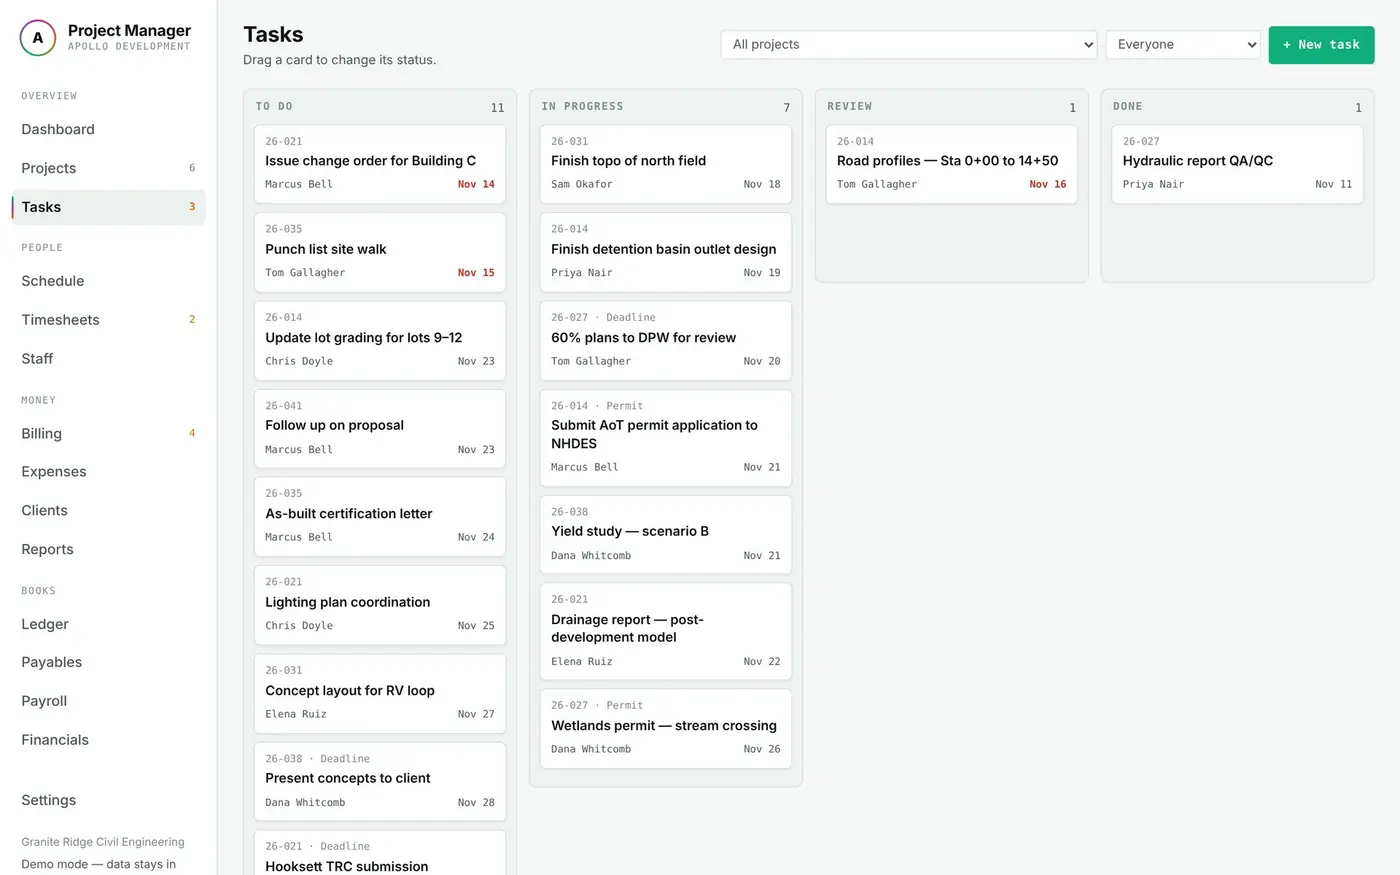 A
Project Manager
APOLLO DEVELOPMENT
OVERVIEW
Dashboard
Projects 6
Tasks 3
PEOPLE
Schedule
Timesheets 2
Staff
MONEY
Billing 4
Expenses
Clients
Reports
BOOKS
Ledger
Payables
Payroll
Financials
Settings
Granite Ridge Civil Engineering
Demo mode — data stays in
Tasks
Drag a card to change its status.
All projects
Everyone
+ New task
TO DO 11
26-021
Issue change order for Building C
Marcus Bell Nov 14
26-035
Punch list site walk
Tom Gallagher Nov 15
26-014
Update lot grading for lots 9–12
Chris Doyle Nov 23
26-041
Follow up on proposal
Marcus Bell Nov 23
26-035
As-built certification letter
Marcus Bell Nov 24
26-021
Lighting plan coordination
Chris Doyle Nov 25
26-031
Concept layout for RV loop
Elena Ruiz Nov 27
26-038 · Deadline
Present concepts to client
Dana Whitcomb Nov 28
26-021 · Deadline
Hooksett TRC submission
IN PROGRESS 7
26-031
Finish topo of north field
Sam Okafor Nov 18
26-014
Finish detention basin outlet design
Priya Nair Nov 19
26-027 · Deadline
60% plans to DPW for review
Tom Gallagher Nov 20
26-014 · Permit
Submit AoT permit application to
NHDES
Marcus Bell Nov 21
26-038
Yield study — scenario B
Dana Whitcomb Nov 21
26-021
Drainage report — post-
development model
Elena Ruiz Nov 22
26-027 · Permit
Wetlands permit — stream crossing
Dana Whitcomb Nov 26
REVIEW 1
26-014
Road profiles — Sta 0+00 to 14+50
Tom Gallagher Nov 16
DONE 1
26-027
Hydraulic report QA/QC
Priya Nair Nov 11